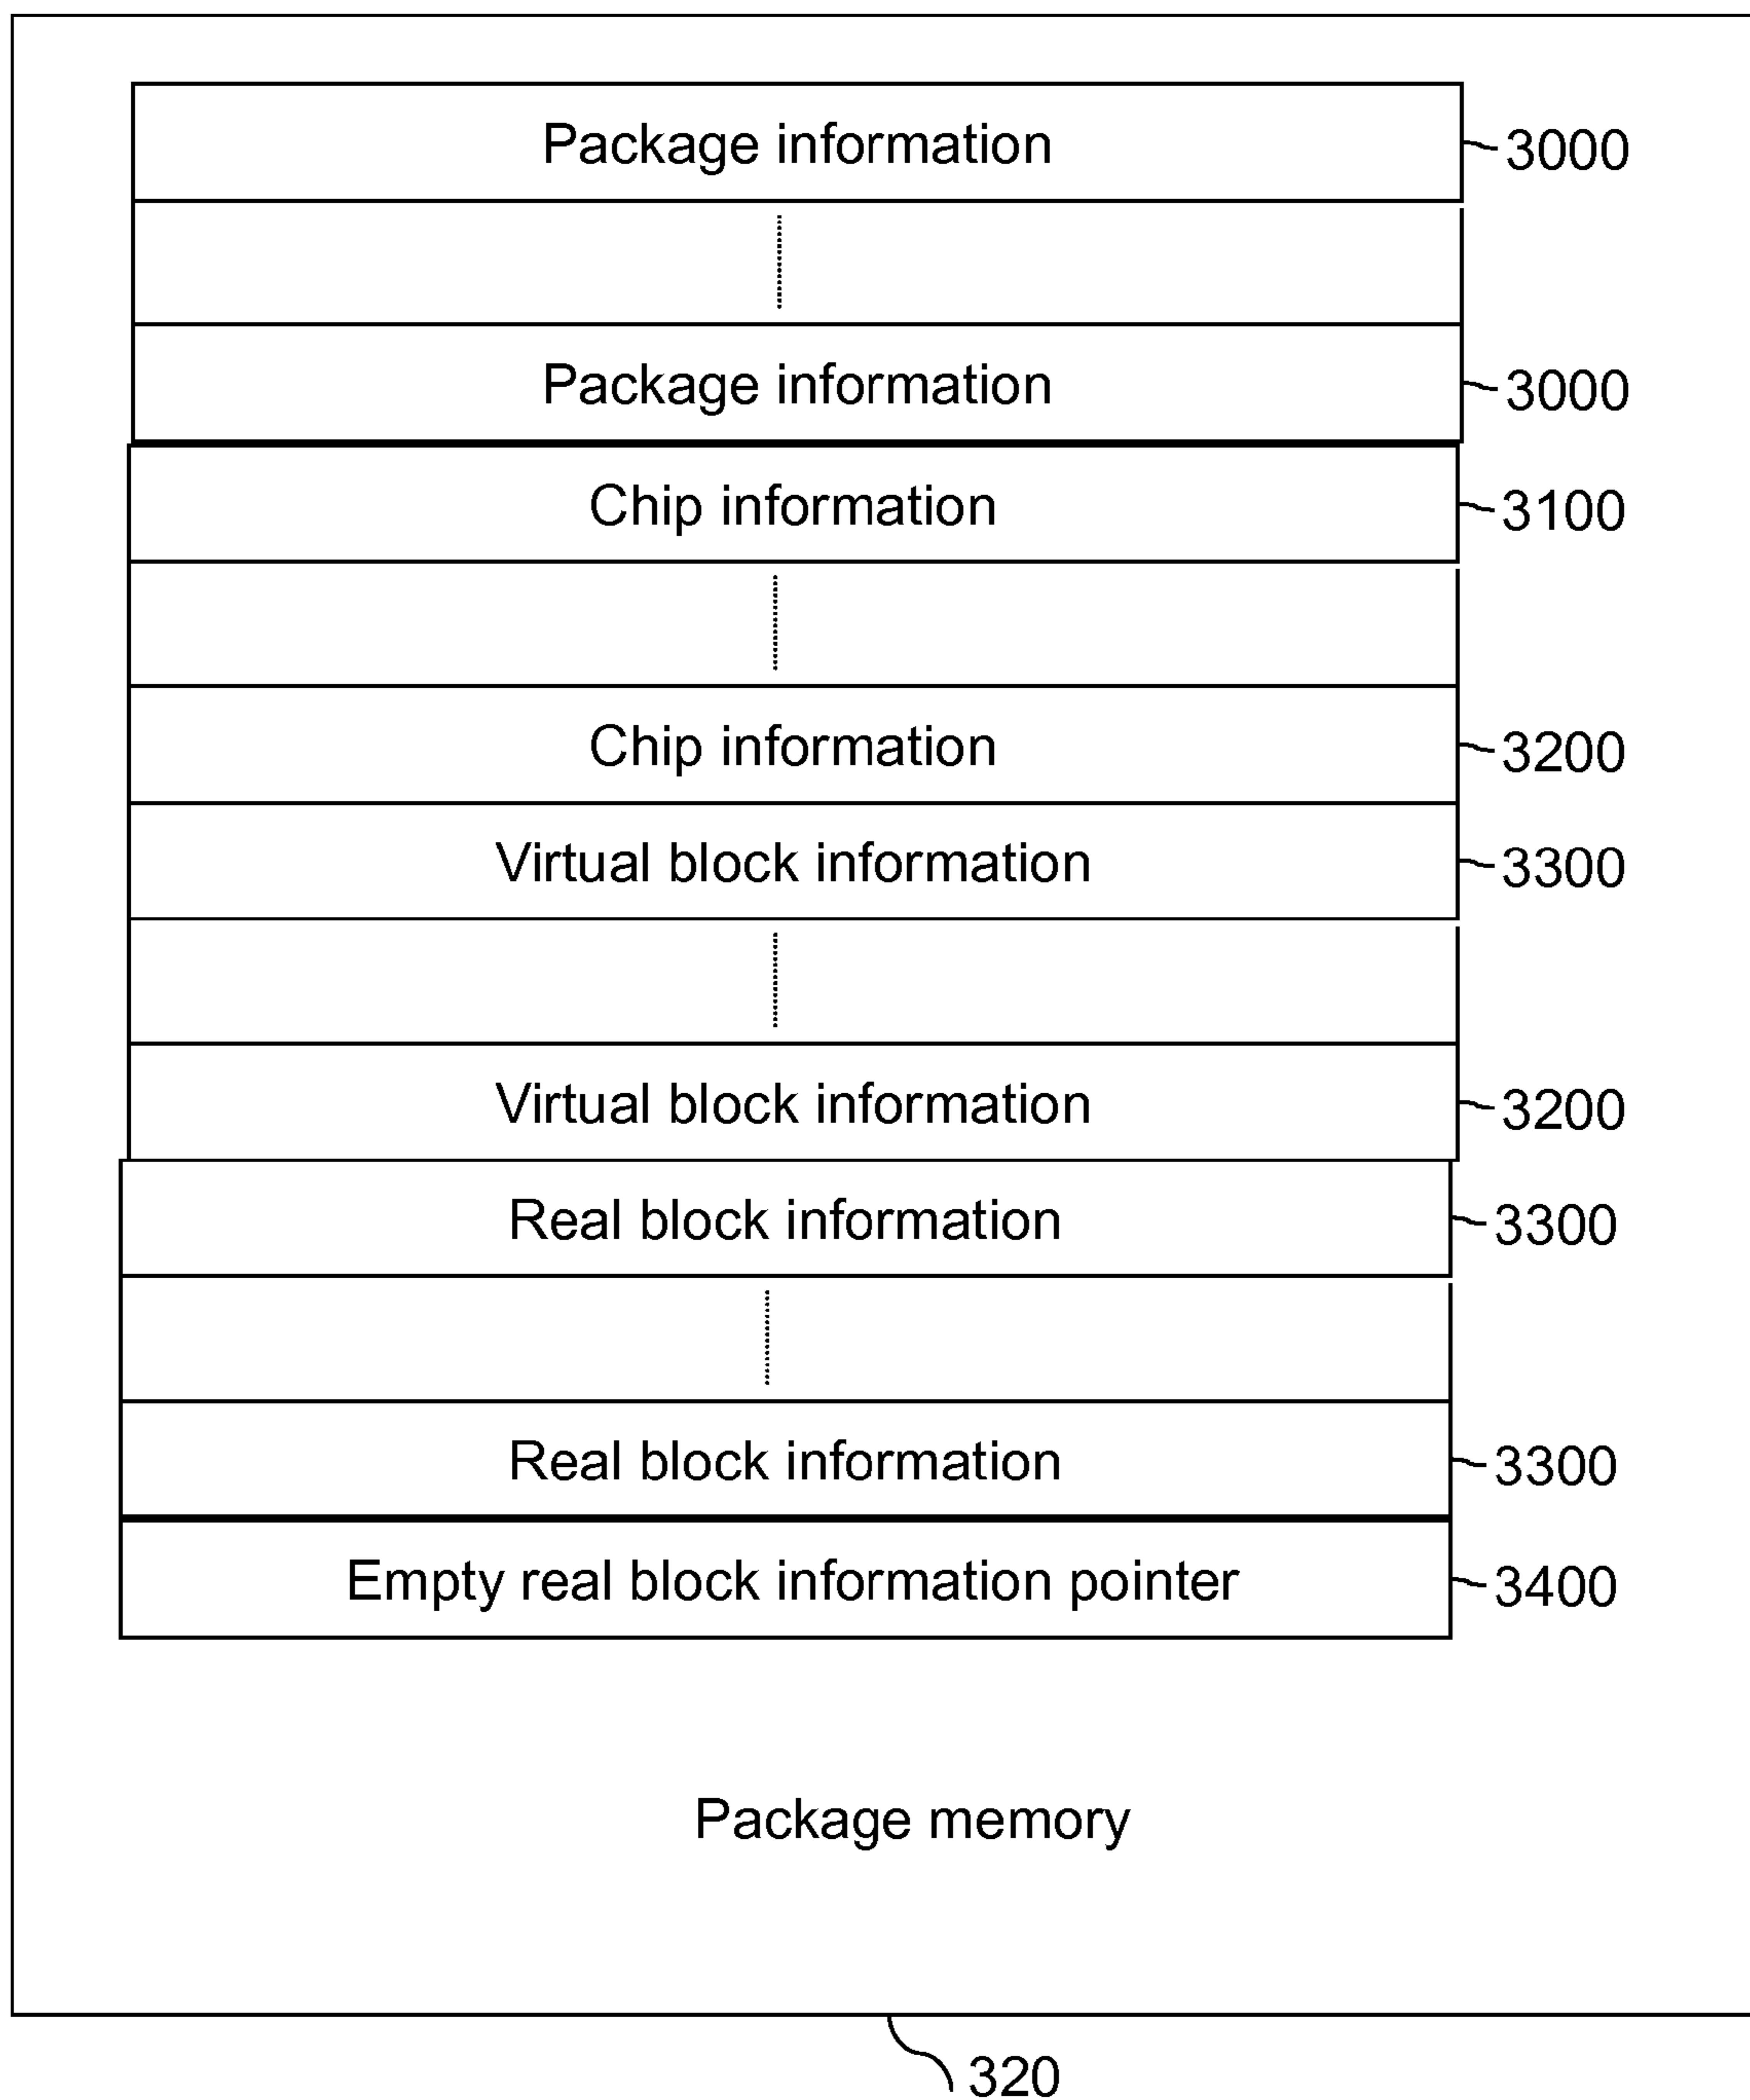 Package information 3000
Package information 3000
Chip information 3100
Chip information 3200
Virtual block information 3300
Virtual block information 3200
Real block information 3300
Real block information 3300
Empty real block information pointer 3400
Package memory
320